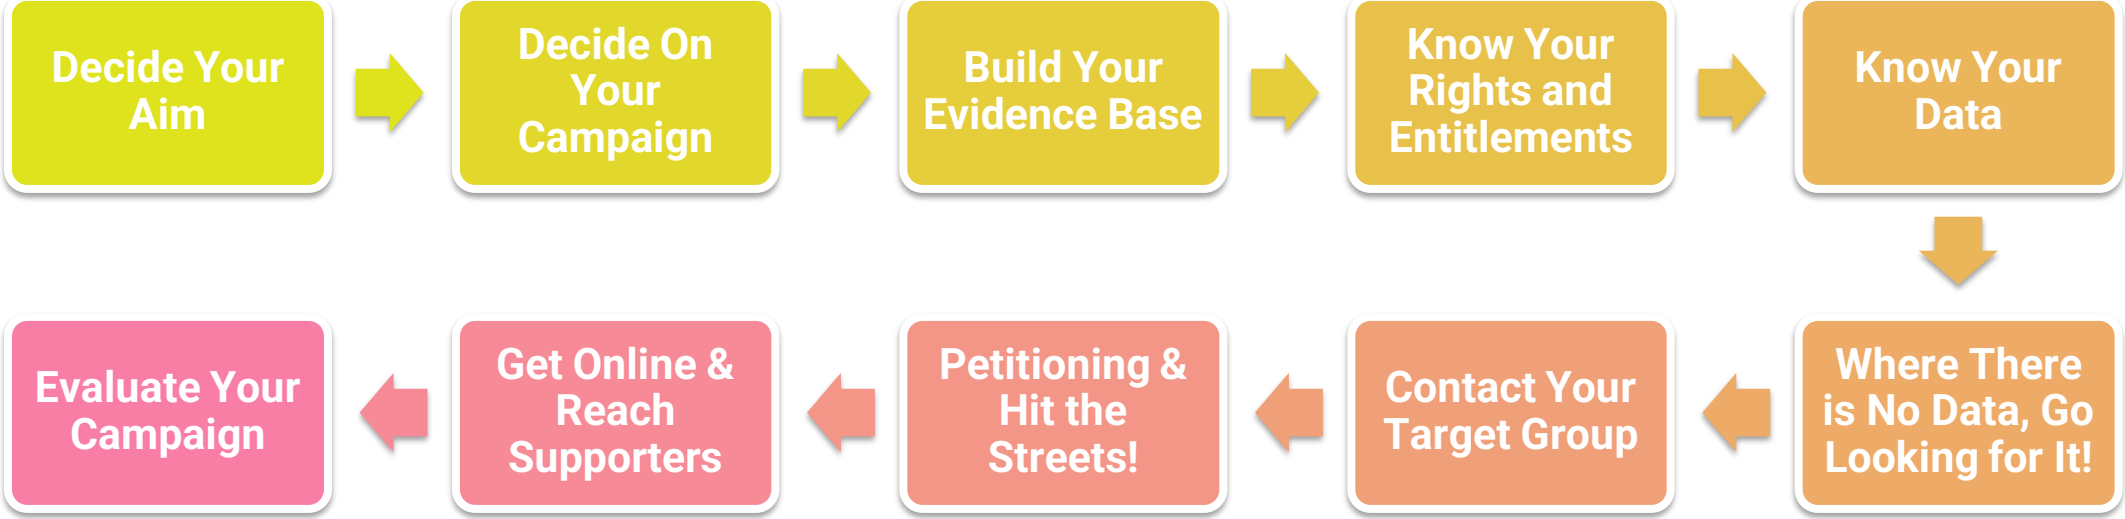 Decide Your
Aim
Decide On
Your
Campaign
Build Your
Evidence Base
Know Your
Rights and
Entitlements
Know Your
Data
Where There
is No Data, Go
Looking for It!
Contact Your
Target Group
Petitioning &
Hit the
Streets!
Get Online &
Reach
Supporters
Evaluate Your
Campaign